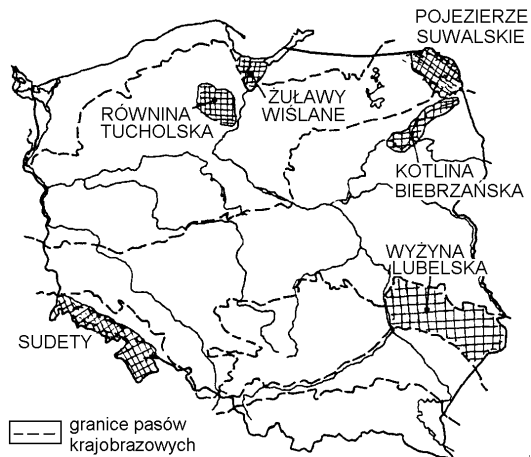 POJEZIERZE
SUWALSKIE
RÓWNINA
TUCHOLSKA
ŻUŁAWY
WIŚLANE
KOTLINA
BIEBRZAŃSKA
WYŻYNA
LUBELSKA
SUDETY
granice pasów
krajobrazowych